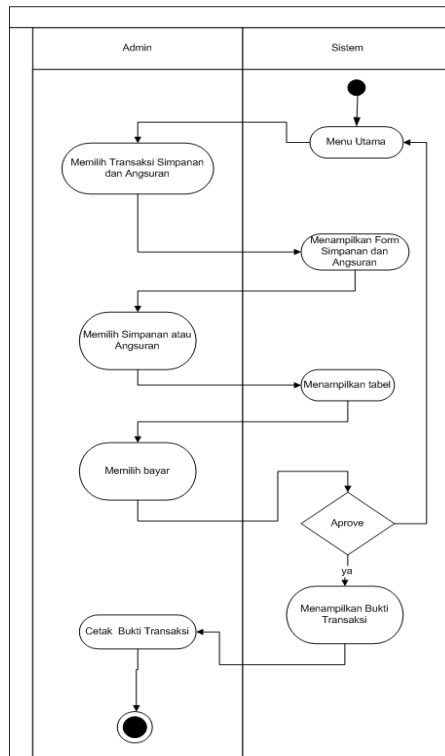 Admin
Sistem
Menu Utama
Memilih Transaksi Simpanan
dan Angsuran
Menampilkan Form
Simpanan dan
Angsuran
Memilih Simpanan atau
Angsuran
Menampilkan tabel
Memilih bayar
Aprove
ya
Menampilkan Bukti
Transaksi
Cetak Bukti Transaksi